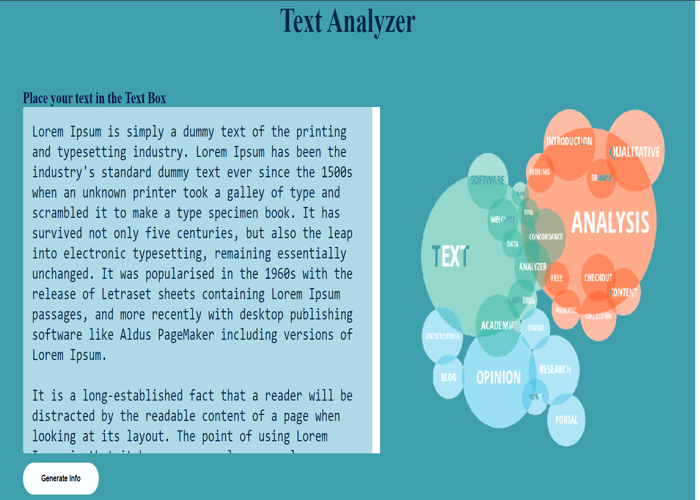 Text Analyzer
Place your text in the Text Box
Lorem Ipsum is simply a dummy text of the printing
and typesetting industry. Lorem Ipsum has been the
industry's standard dummy text ever since the 1500s
when an unknown printer took a galley of type and
scrambled it to make a type specimen book. It has
survived not only five centuries, but also the leap
into electronic typesetting, remaining essentially
unchanged. It was popularised in the 1960s with the
release of Letraset sheets containing Lorem Ipsum
passages, and more recently with desktop publishing
software like Aldus PageMaker including versions of
Lorem Ipsum.
It is a long-established fact that a reader will be
distracted by the readable content of a page when
looking at its layout. The point of using Lorem
Generate Info
INTRODUCTION
QUALITATIVE
MINING
SOFTWARE
TOOL
ANALYSIS
CONCORDANCE
DATA
TEXT
ANALYZER
FREE
CHECKOUT
CONTENT
COLLECTION
ACADEMIC
CENTER
ENCYCLOPEDIA
BLOG
OPINION
RESEARCH
PORTAL